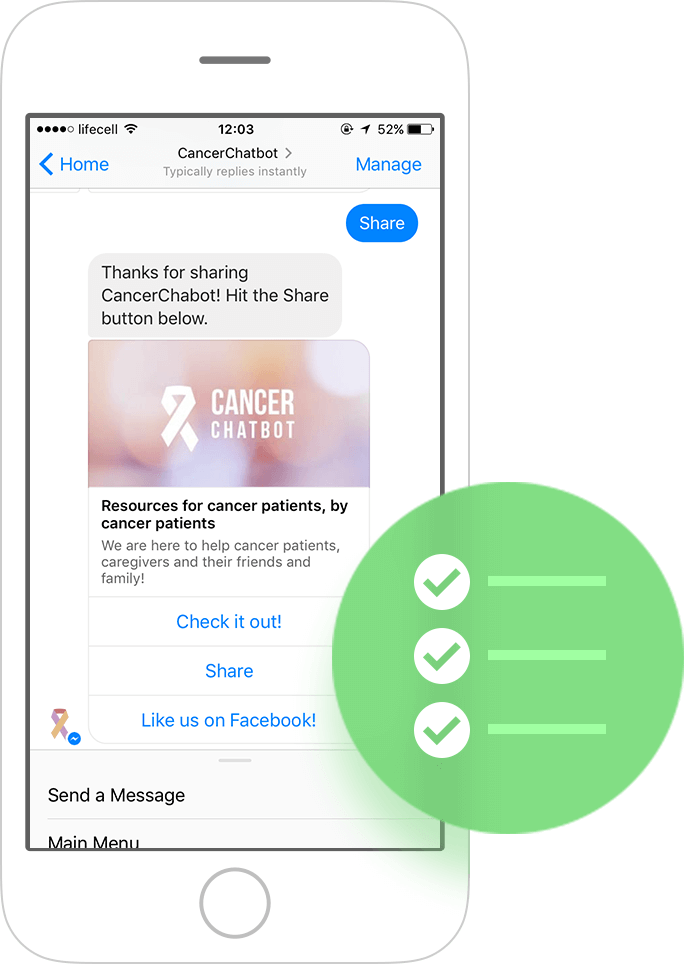 lifecell
12:03
52%
Home
CancerChatbot
Manage
Typically replies instantly
Share
Thanks for sharing
CancerChabot! Hit the Share
button below.
CANCER
CHATBOT
Resources for cancer patients, by
cancer patients
We are here to help cancer patients,
caregivers and their friends and
family!
Check it out!
Share
Like us on Facebook!
Send a Message
Main Menu